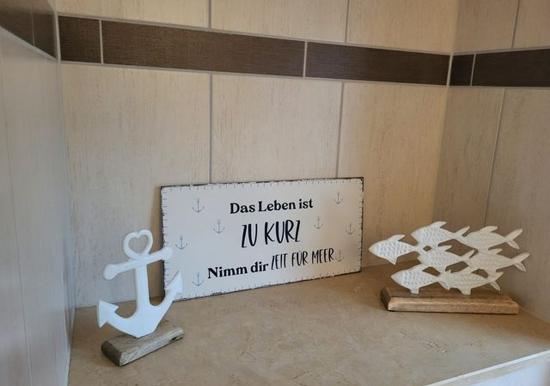 Das Leben ist
ZU KURZ
Nimm dir ZEIT FÜR MEER